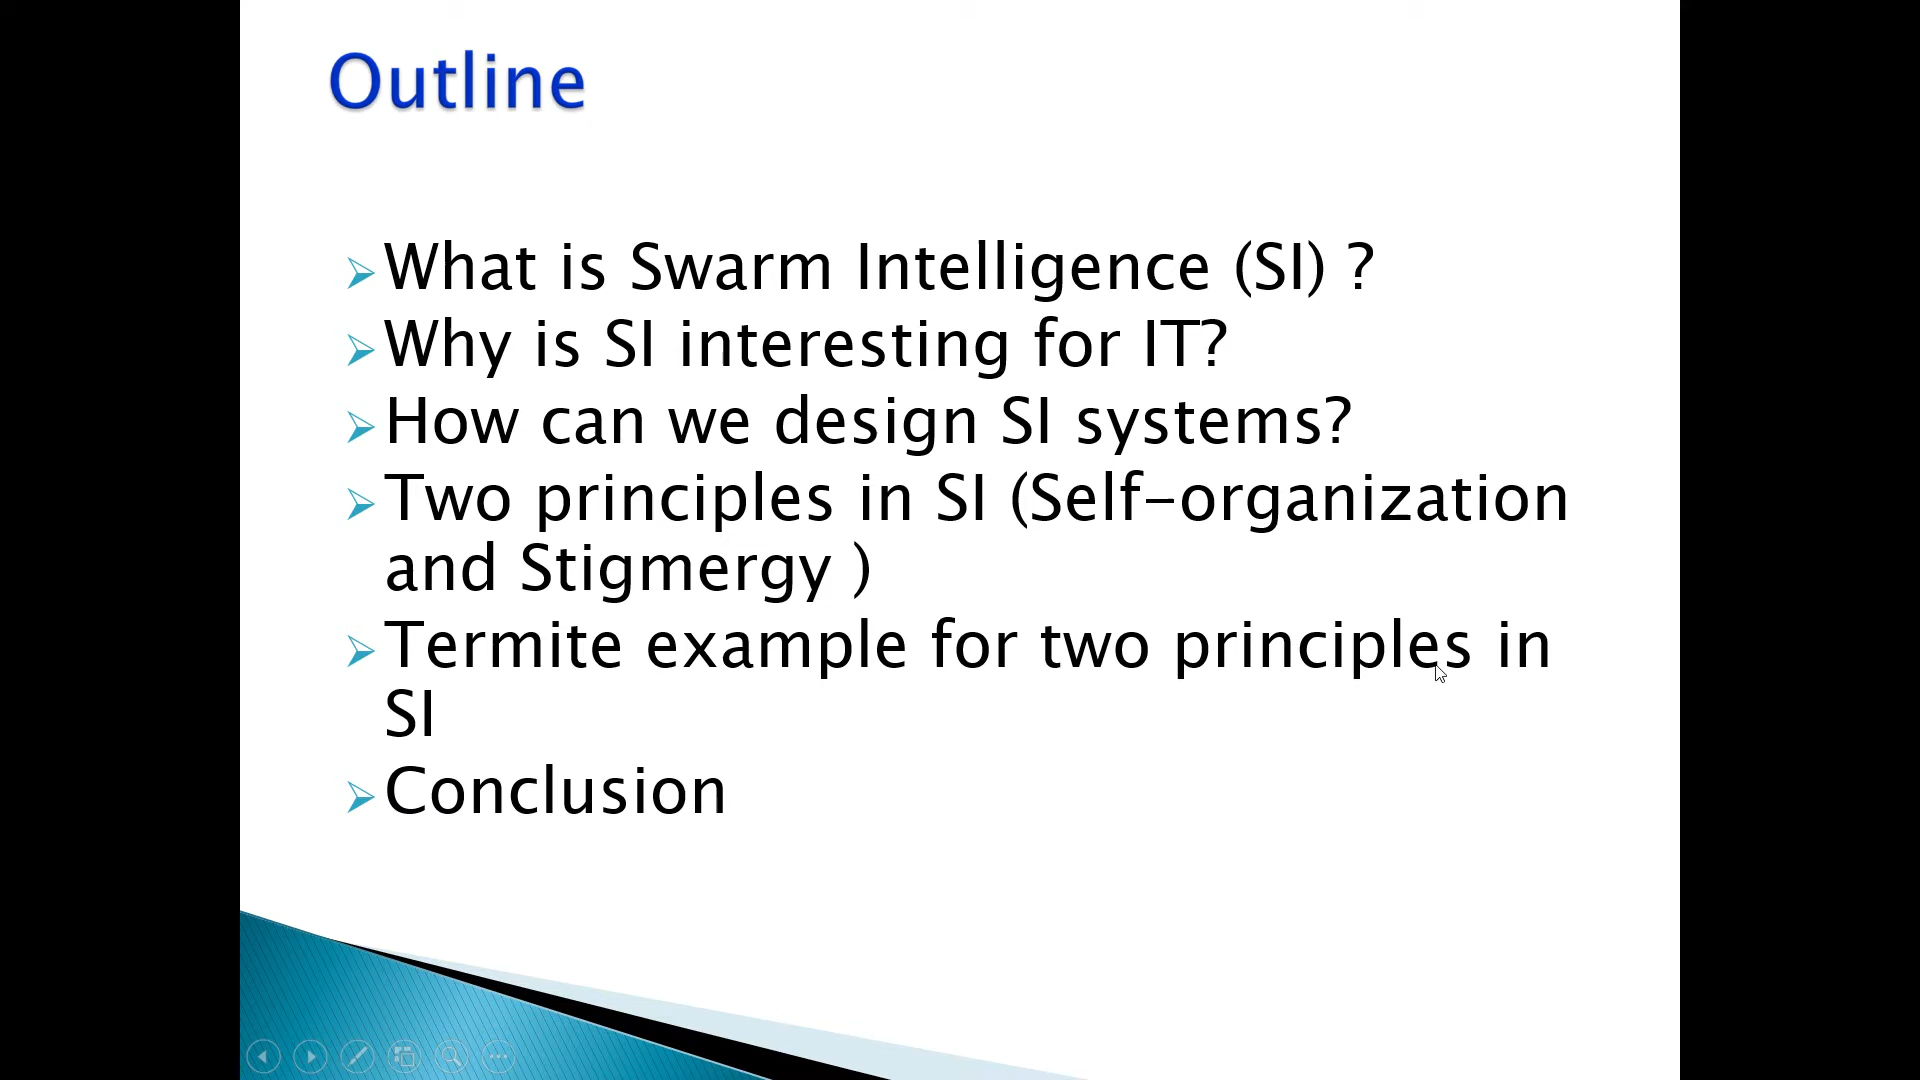 Outline
What is Swarm Intelligence (SI) ?
Why is SI interesting for IT?
How can we design SI systems?
Two principles in SI (Self-organization
and Stigmergy )
Termite example for two principles in
SI
Conclusion